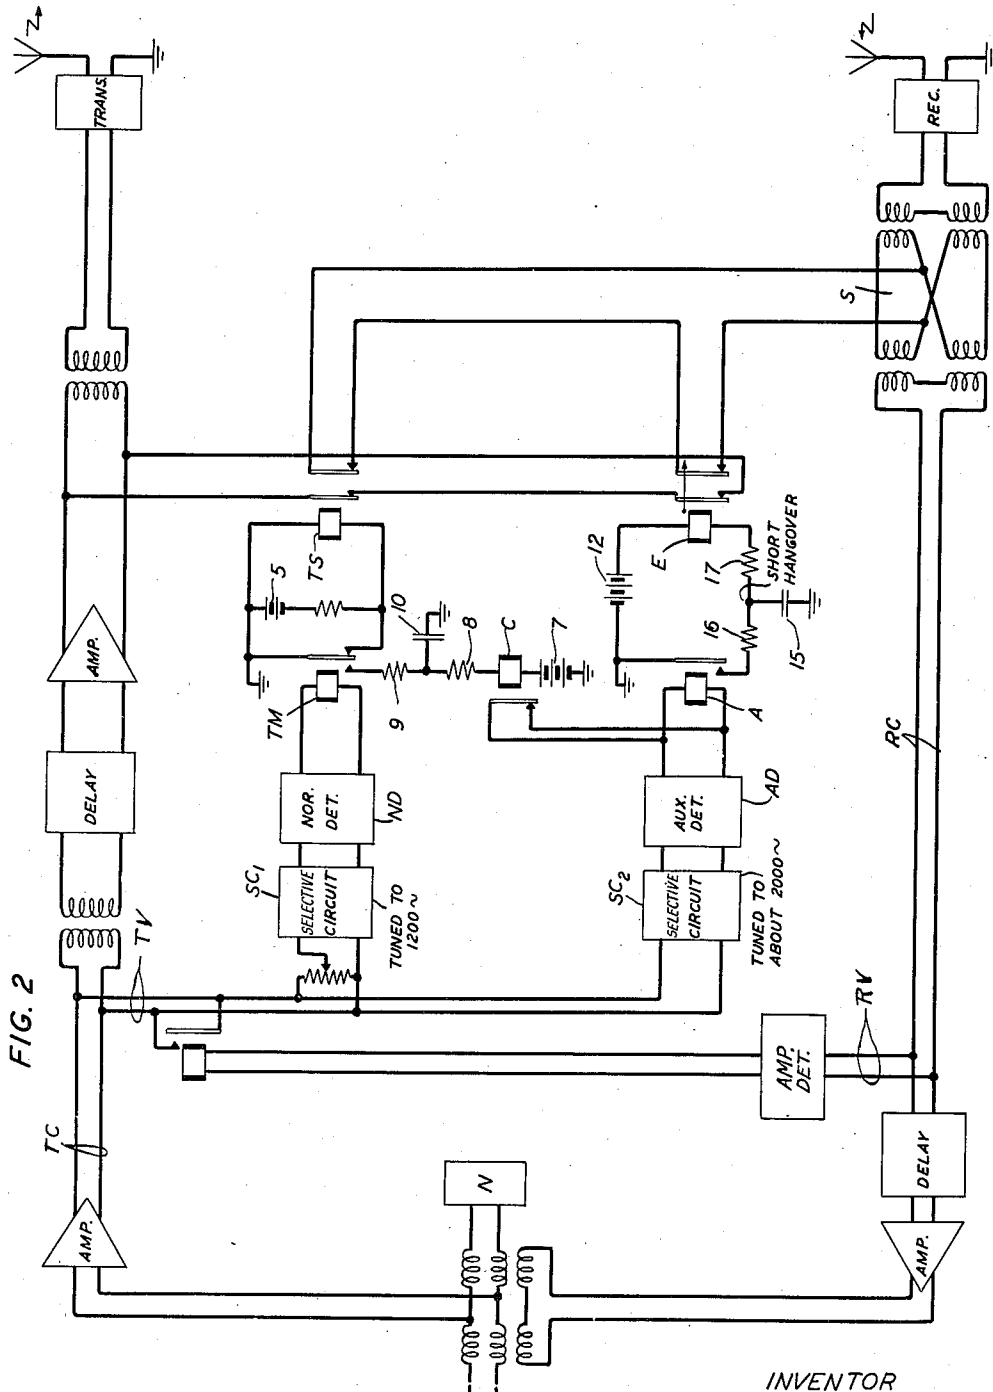 FIG. 2
TRANS.
REC.
S
AMP.
DELAY
TS
5
10
TM
9
8
C
7
12
E
17
SHORT
HANGOVER
16
15
A
NOR.
DET.
ND
AUX.
DET.
AD
SC1
SELECTIVE
CIRCUIT
TUNED TO
1200~
SC2
SELECTIVE
CIRCUIT
TUNED TO
ABOUT 2000~
TV
TC
AMP.
N
AMP.
DET.
RV
RC
DELAY
AMP.
INVENTOR